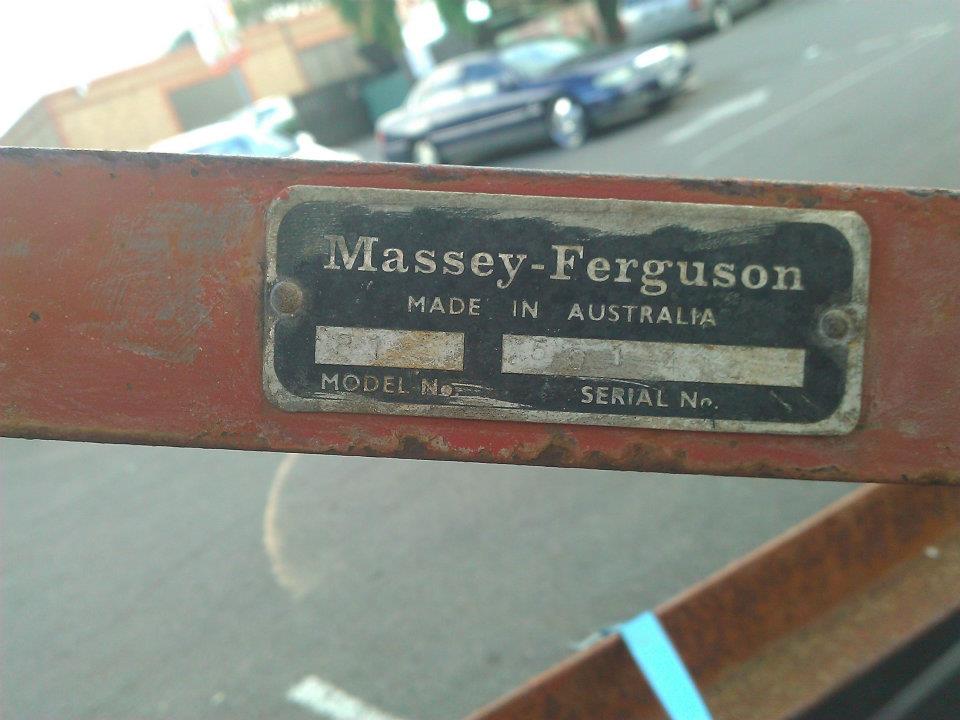 Massey-Ferguson
MADE IN AUSTRALIA
MODEL No.
SERIAL No.